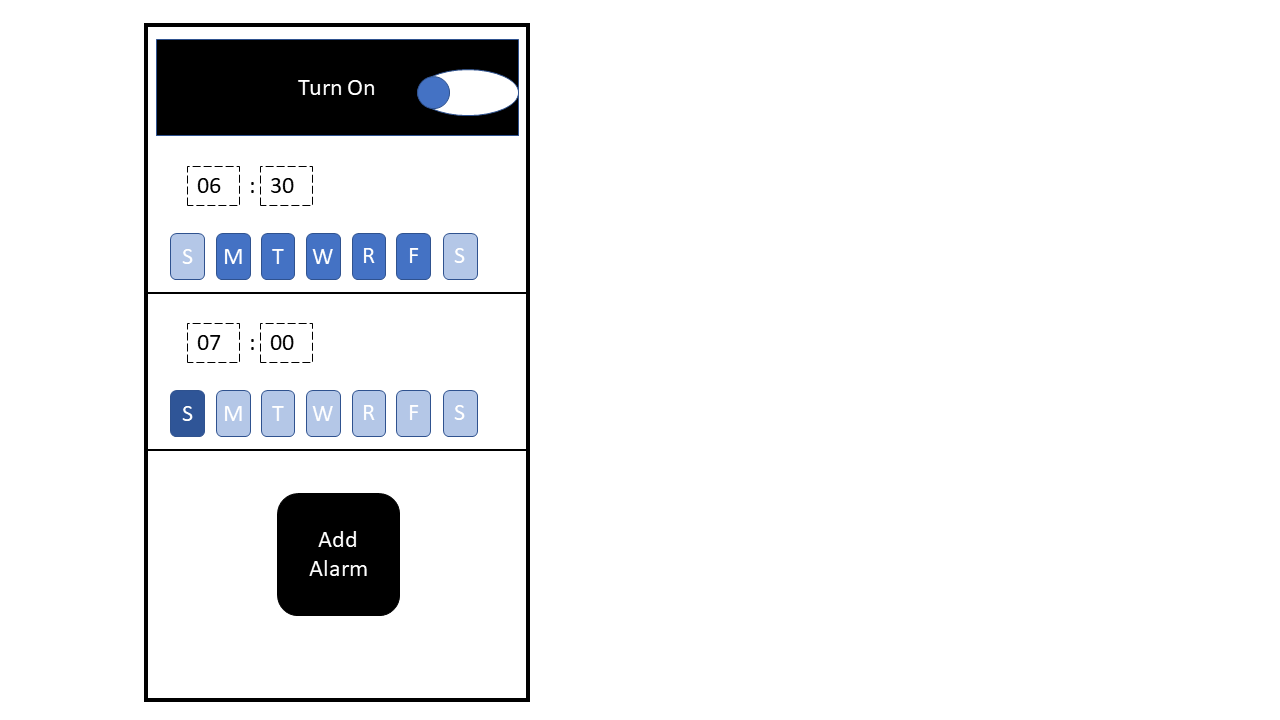 Turn On
06 : 30
S M T W R F S
07 : 00
S M T W R F S
Add
Alarm